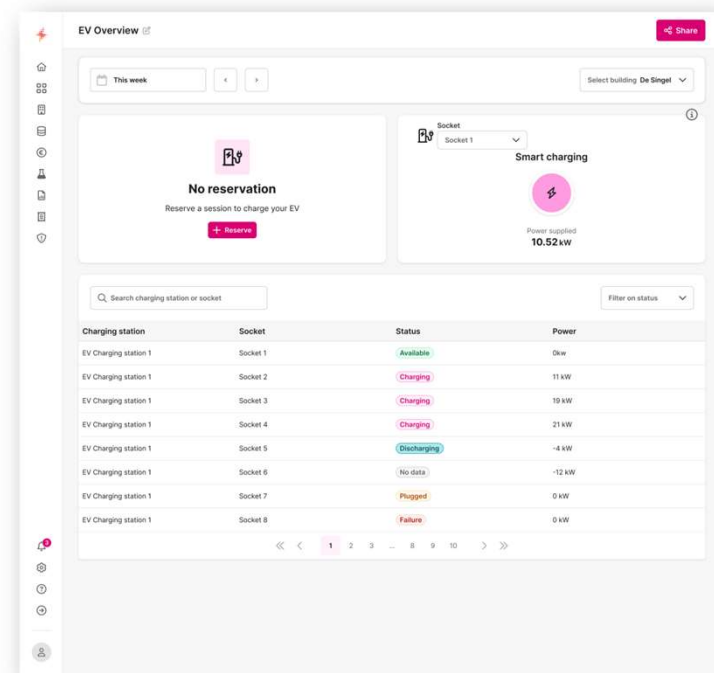 EV Overview
Share
This week
Select building De Singel
No reservation
Reserve a session to charge your EV
+ Reserve
Socket
Socket 1
Smart charging
Power supplied
10.52 kW
Search charging station or socket
Filter on status
Charging station Socket Status Power
EV Charging station 1 Socket 1 Available 0kw
EV Charging station 1 Socket 2 Charging 11 kW
EV Charging station 1 Socket 3 Charging 19 kW
EV Charging station 1 Socket 4 Charging 21 kW
EV Charging station 1 Socket 5 Discharging -4 kW
EV Charging station 1 Socket 6 No data -12 kW
EV Charging station 1 Socket 7 Plugged 0 kW
EV Charging station 1 Socket 8 Failure 0 kW
1 2 3 ... 8 9 10
3